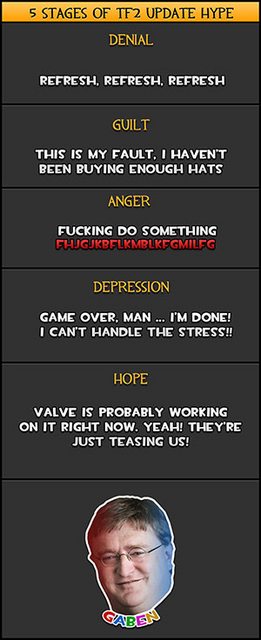 5 STAGES OF TF2 UPDATE HYPE
DENIAL
REFRESH, REFRESH, REFRESH
GUILT
THIS IS MY FAULT, I HAVEN'T
BEEN BUYING ENOUGH HATS
ANGER
FUCKING DO SOMETHING
FHJGJKBFLKMBLKFGMILFG
DEPRESSION
GAME OVER, MAN ... I'M DONE!
I CAN'T HANDLE THE STRESS!!
HOPE
VALVE IS PROBABLY WORKING
ON IT RIGHT NOW. YEAH! THEY'RE
JUST TEASING US!
GABEN